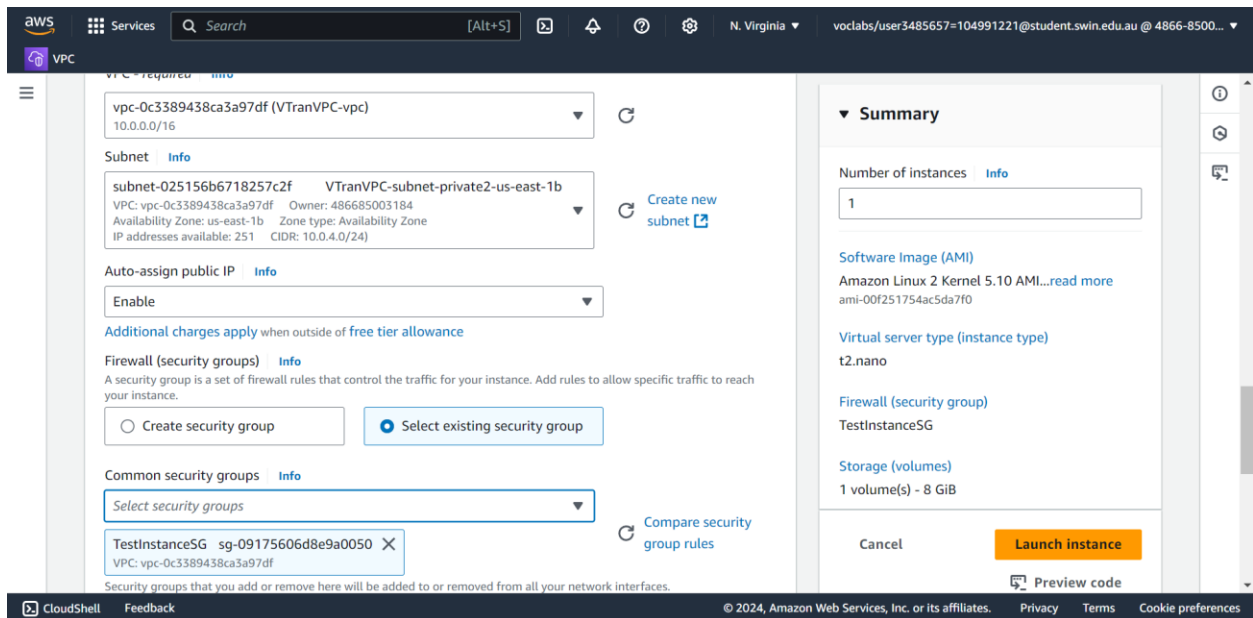 aws
Services
Search
[Alt+S]
N. Virginia ▼
voclabs/user3485657=104991221@student.swin.edu.au @ 4866-8500... ▼
VPC
VPC - required Info
vpc-0c3389438ca3a97df (VTranVPC-vpc)
10.0.0.0/16
Subnet Info
subnet-025156b6718257c2f VTranVPC-subnet-private2-us-east-1b
VPC: vpc-0c3389438ca3a97df Owner: 486685003184
Availability Zone: us-east-1b Zone type: Availability Zone
IP addresses available: 251 CIDR: 10.0.4.0/24)
Create new
subnet
Auto-assign public IP Info
Enable
Additional charges apply when outside of free tier allowance
Firewall (security groups) Info
A security group is a set of firewall rules that control the traffic for your instance. Add rules to allow specific traffic to reach
your instance.
Create security group
Select existing security group
Common security groups Info
Select security groups
TestInstanceSG sg-09175606d8e9a0050
VPC: vpc-0c3389438ca3a97df
Compare security
group rules
Security groups that you add or remove here will be added to or removed from all your network interfaces.
▼ Summary
Number of instances Info
1
Software Image (AMI)
Amazon Linux 2 Kernel 5.10 AMI...read more
ami-00f251754ac5da7f0
Virtual server type (instance type)
t2.nano
Firewall (security group)
TestInstanceSG
Storage (volumes)
1 volume(s) - 8 GiB
Cancel
Launch instance
Preview code
CloudShell
Feedback
© 2024, Amazon Web Services, Inc. or its affiliates.
Privacy
Terms
Cookie preferences